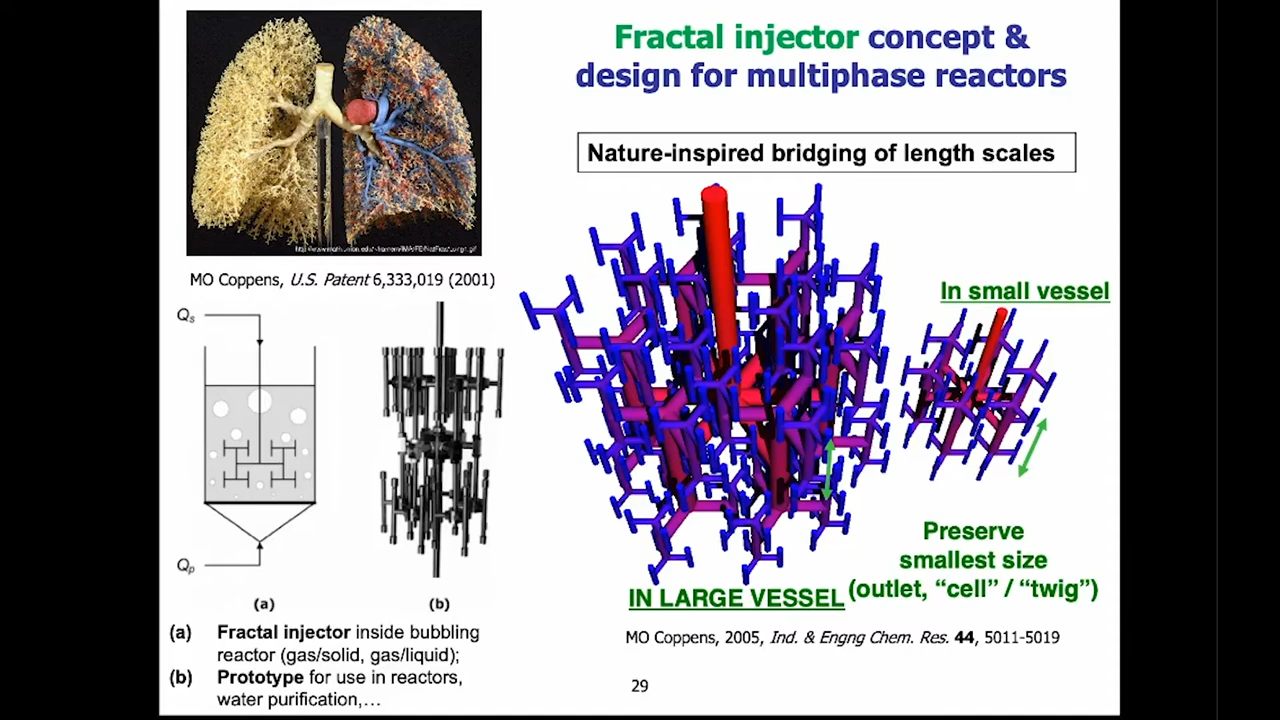 Fractal injector concept &
design for multiphase reactors
Nature-inspired bridging of length scales
MO Coppens, U.S. Patent 6,333,019 (2001)
Qs
Qp
(a)
(b)
(a) Fractal injector inside bubbling
reactor (gas/solid, gas/liquid);
(b) Prototype for use in reactors,
water purification,…
In small vessel
Preserve
smallest size
(outlet, “cell” / “twig”)
IN LARGE VESSEL
MO Coppens, 2005, Ind. & Engng Chem. Res. 44, 5011-5019
29